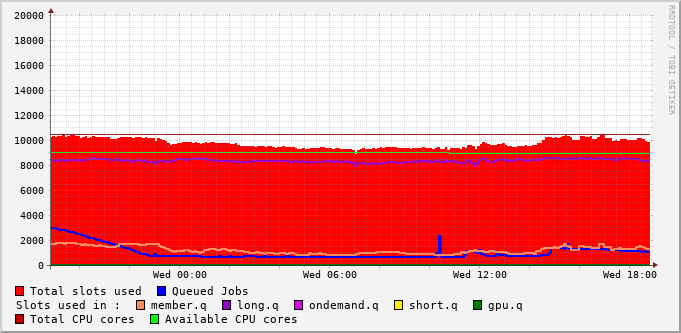 RRDTOOL / TOBI OETIKER
20000
18000
16000
14000
12000
10000
8000
6000
4000
2000
0
Wed 00:00 Wed 06:00 Wed 12:00 Wed 18:00
Total slots used Queued Jobs
Slots used in : member.q long.q ondemand.q short.q gpu.q
Total CPU cores Available CPU cores